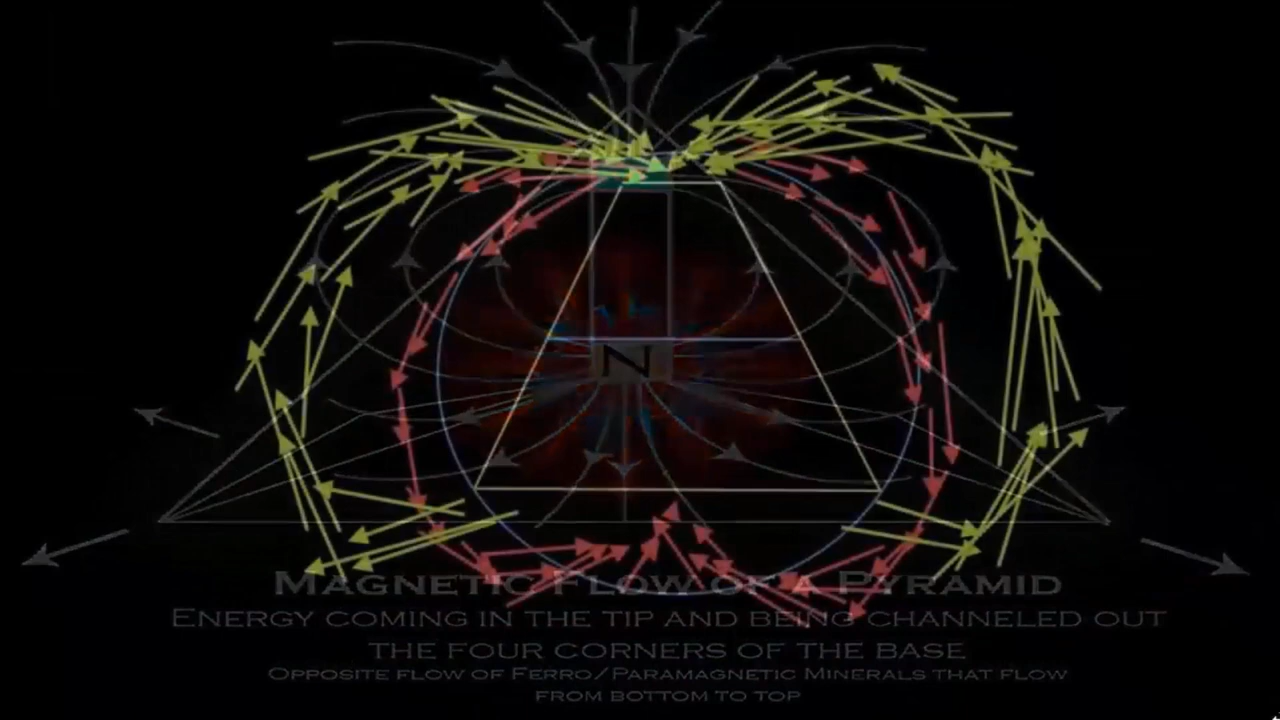 N
Magnetic Flow of a Pyramid
Energy coming in the tip and being channeled out
the four corners of the base
Opposite flow of Ferro/Paramagnetic Minerals that flow
from bottom to top